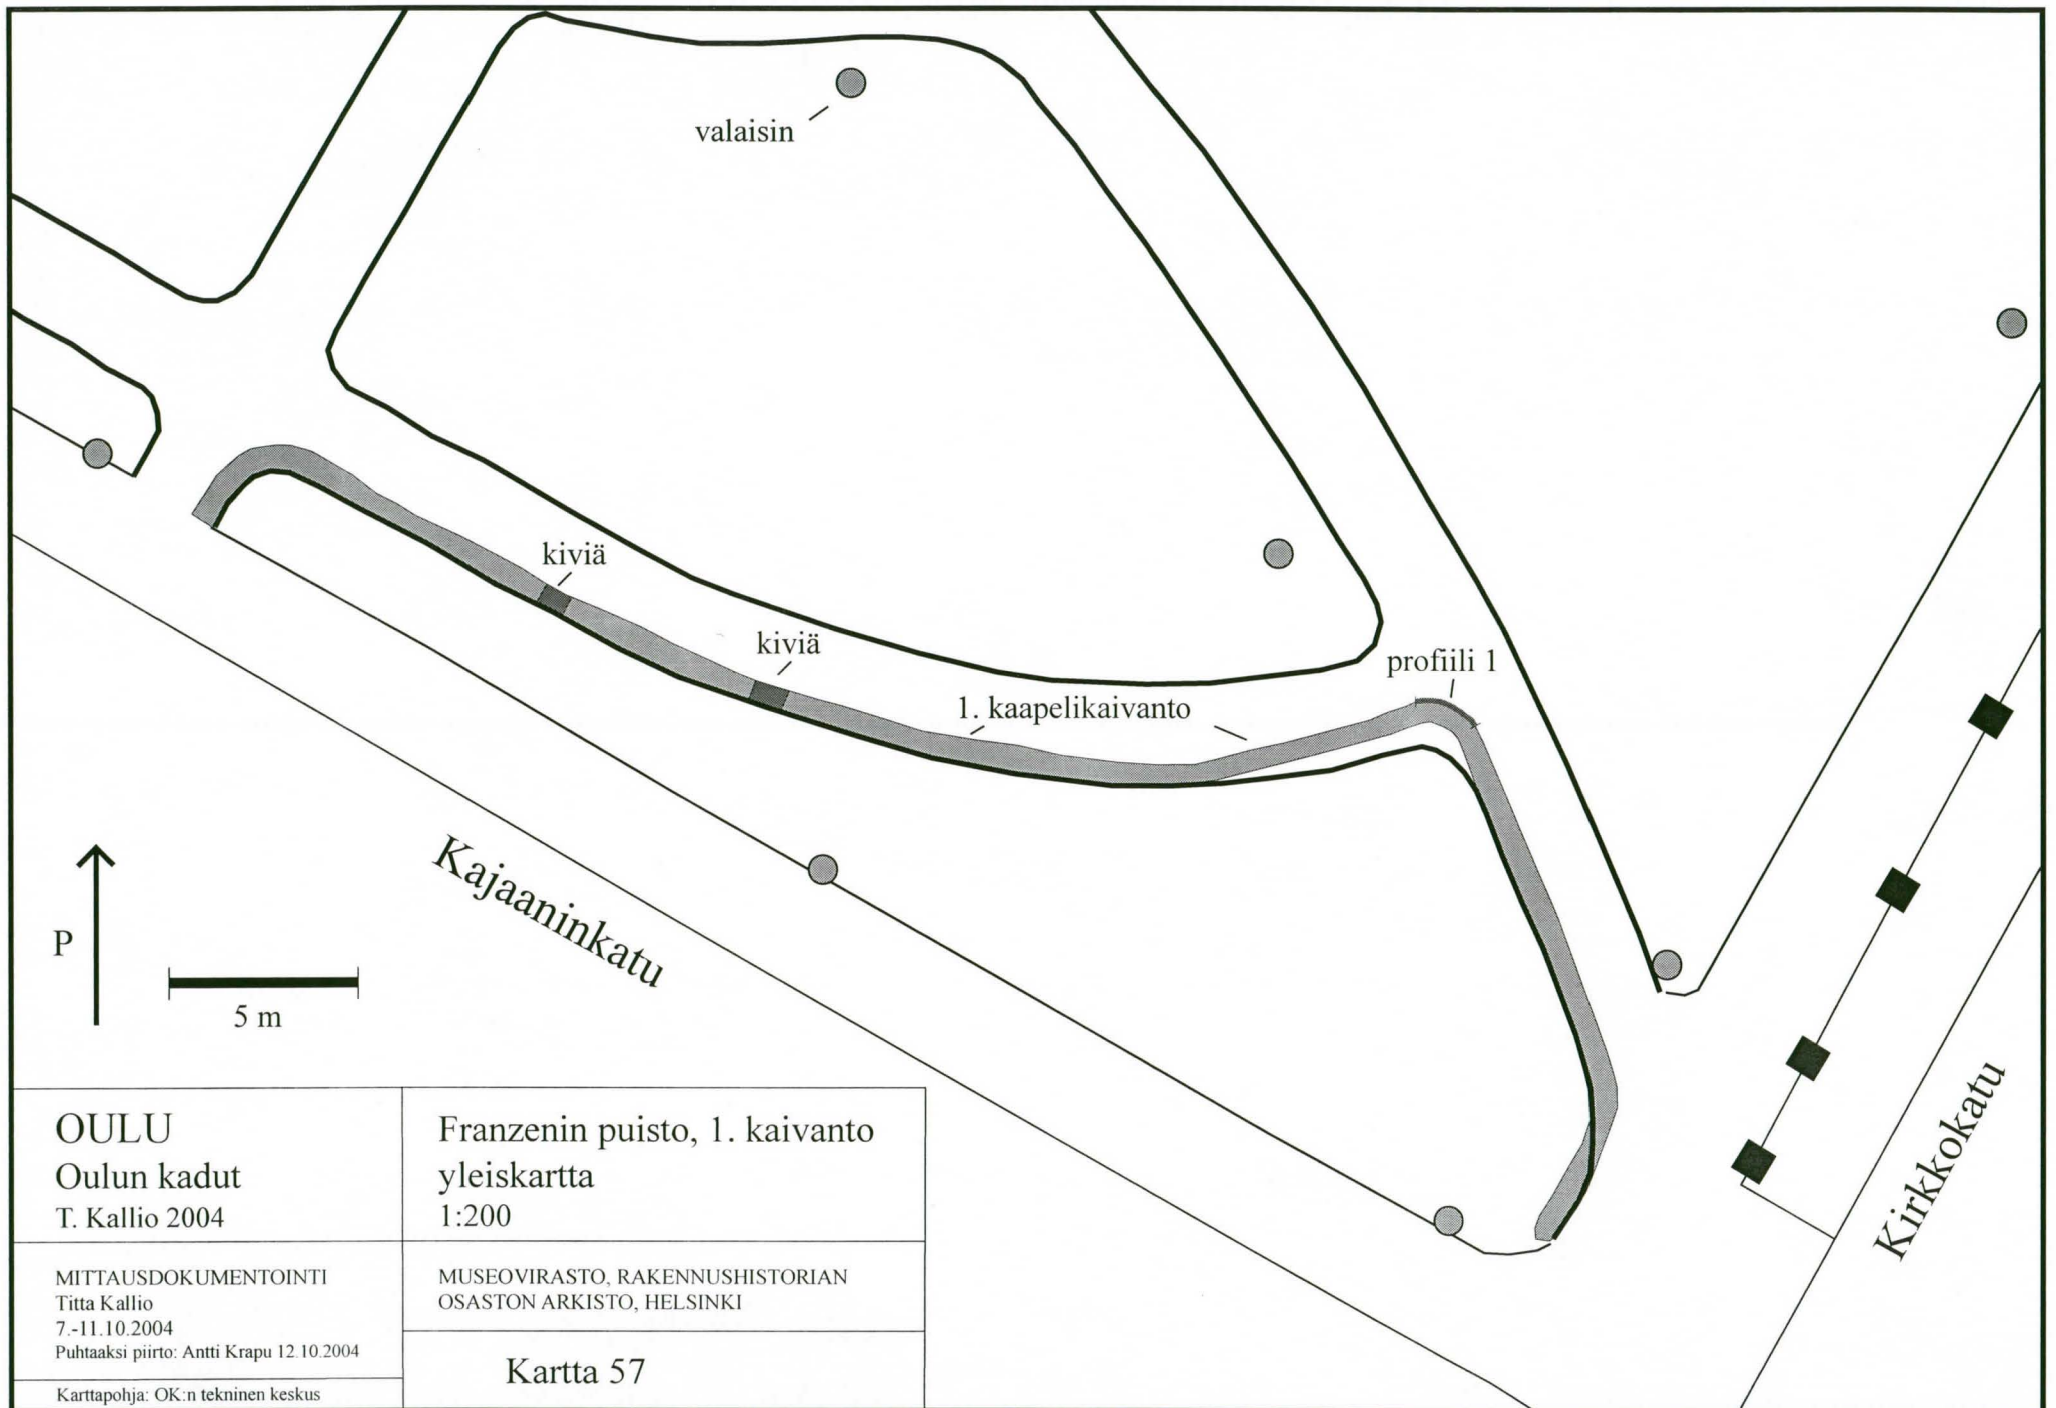 valaisin
kiviä
kiviä
profiili 1
1. kaapelikaivanto
Kajaaninkatu
P
5 m
Kirkkokatu
OULU
Oulun kadut
T. Kallio 2004
Franzenin puisto, 1. kaivanto
yleiskartta
1:200
MITTAUSDOKUMENTOINTI
Titta Kallio
7.-11.10.2004
Puhtaaksi piirto: Antti Krapu 12.10.2004
MUSEOVIRASTO, RAKENNUSHISTORIAN
OSASTON ARKISTO, HELSINKI
Kartta 57
Karttapohja: OK:n tekninen keskus